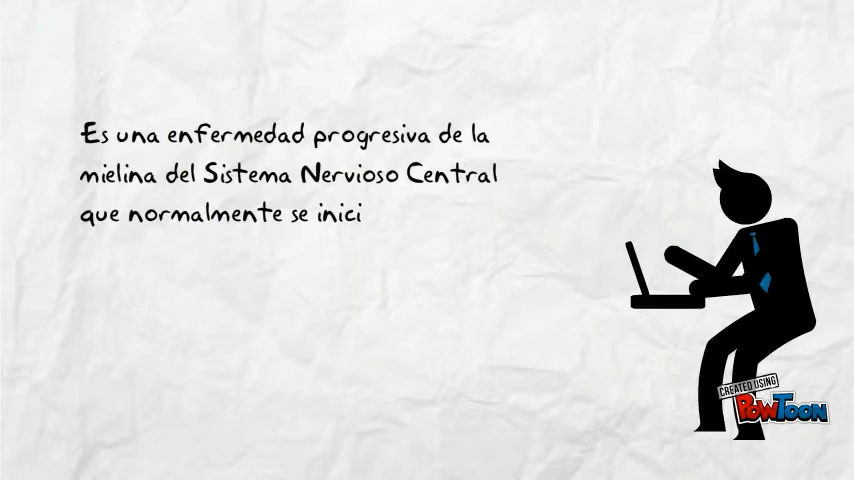 Es una enfermedad progresiva de la
mielina del Sistema Nervioso Central
que normalmente se inici
CREATED USING
POWTOON